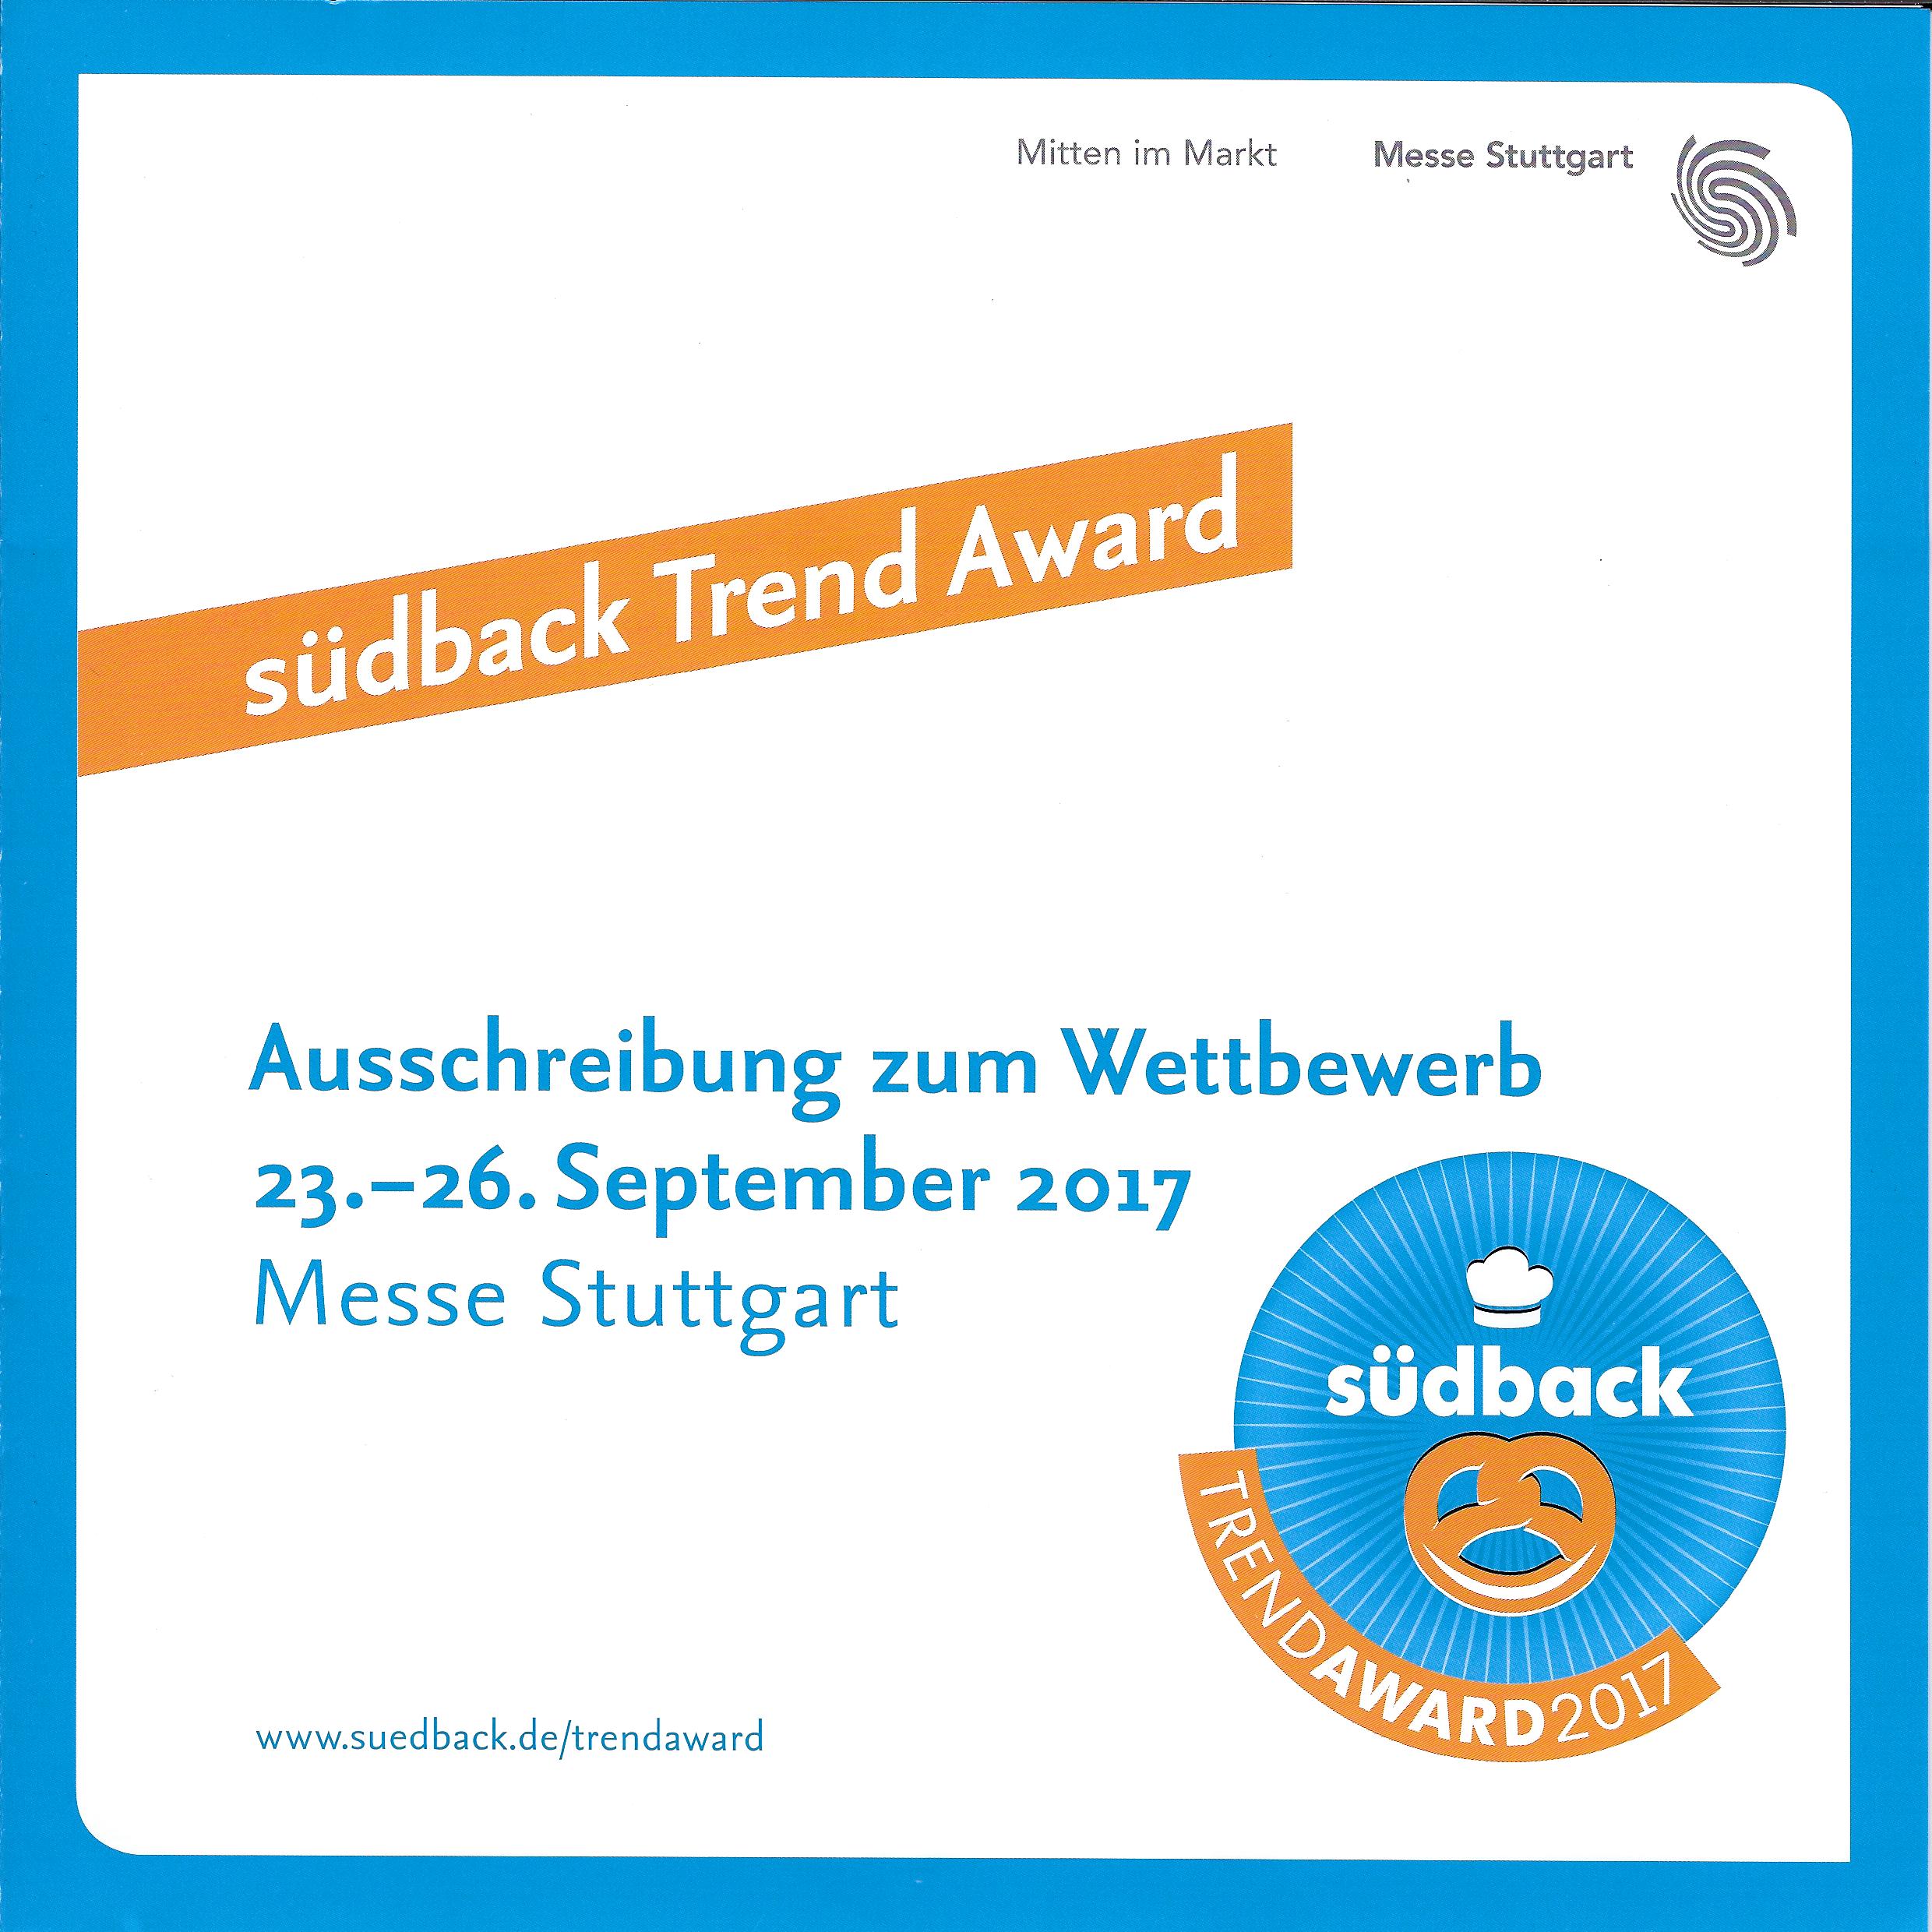 Mitten im Markt
Messe Stuttgart
südback Trend Award
Ausschreibung zum Wettbewerb
23.–26. September 2017
Messe Stuttgart
südback
TRENDAWARD2017
www.suedback.de/trendaward